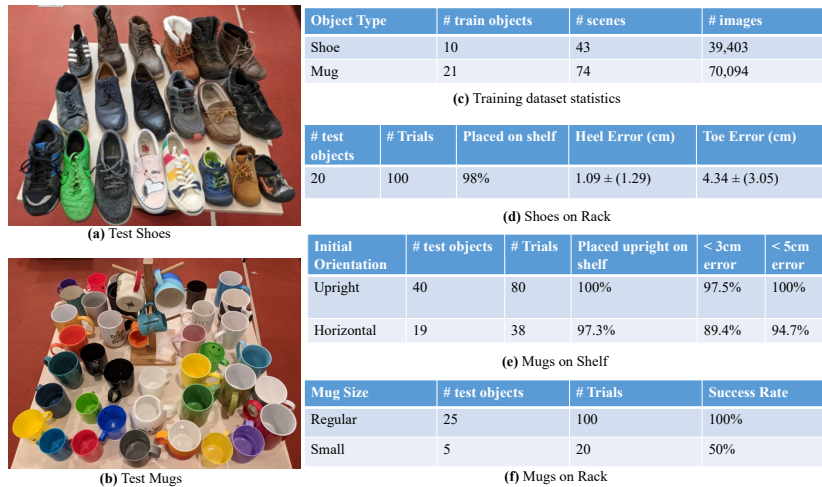 (a) Test Shoes
(b) Test Mugs
Object Type # train objects # scenes # images
Shoe 10 43 39,403
Mug 21 74 70,094
(c) Training dataset statistics
# test objects # Trials Placed on shelf Heel Error (cm) Toe Error (cm)
20 100 98% 1.09 ± (1.29) 4.34 ± (3.05)
(d) Shoes on Rack
Initial Orientation # test objects # Trials Placed upright on shelf < 3cm error < 5cm error
Upright 40 80 100% 97.5% 100%
Horizontal 19 38 97.3% 89.4% 94.7%
(e) Mugs on Shelf
Mug Size # test objects # Trials Success Rate
Regular 25 100 100%
Small 5 20 50%
(f) Mugs on Rack